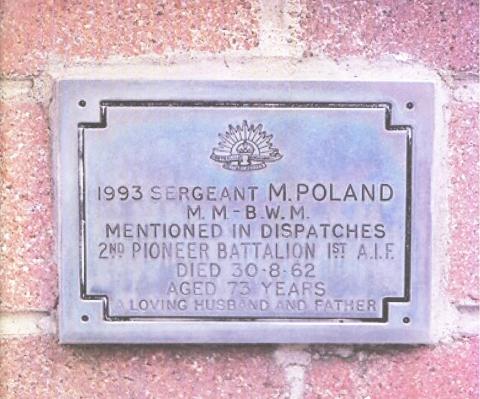 1993 SERGEANT M. POLAND
M. M - B. W. M.
MENTIONED IN DISPATCHES
2ND PIONEER BATTALION 1ST A.I.F.
DIED 30-8-62
AGED 73 YEARS
A LOVING HUSBAND AND FATHER